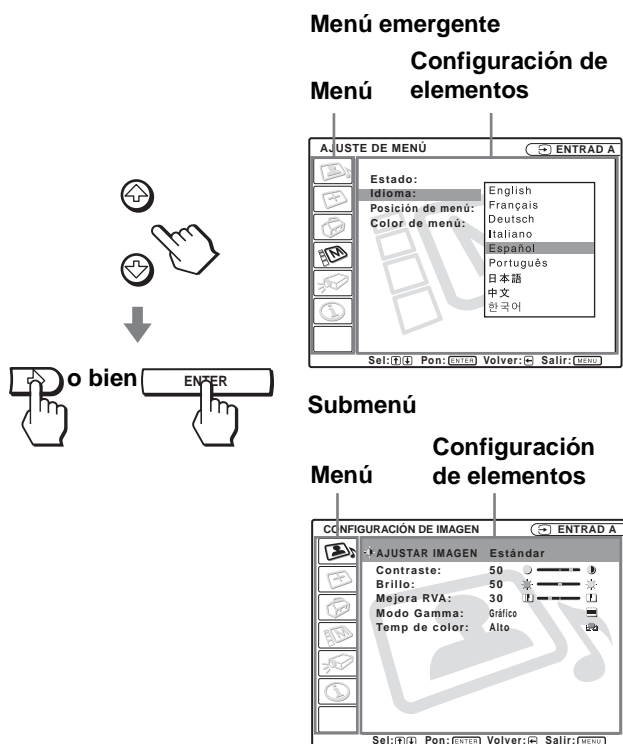 Menú emergente
Menú
Configuración de
elementos
AJUSTE DE MENÚ
ENTRAD A
Estado:
Idioma:
Posición de menú:
Color de menú:
English
Français
Deutsch
Italiano
Español
Português
日本語
中文
한국어
Sel: Pon: ENTER Volver: Salir: MENU
o bien
ENTER
Submenú
Menú
Configuración
de elementos
CONFIGURACIÓN DE IMAGEN
ENTRAD A
AJUSTAR IMAGEN Estándar
Contraste: 50
Brillo: 50
Mejora RVA: 30
Modo Gamma: Gráfico
Temp de color: Alto
Sel: Pon: ENTER Volver: Salir: MENU